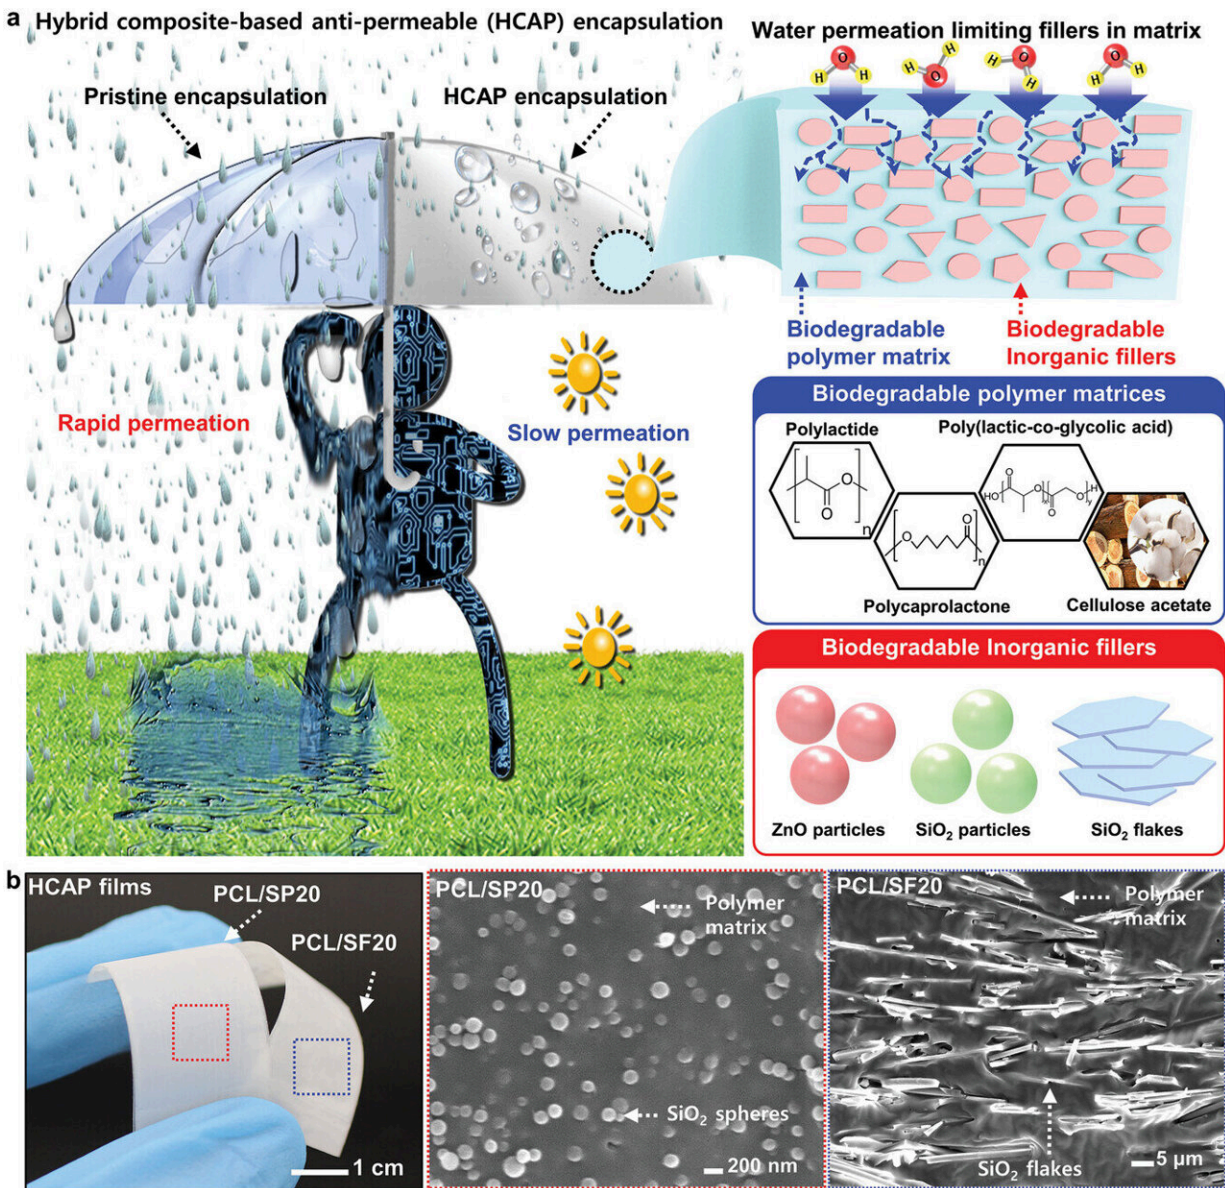 a Hybrid composite-based anti-permeable (HCAP) encapsulation
Pristine encapsulation
HCAP encapsulation
Rapid permeation
Slow permeation
Water permeation limiting fillers in matrix
H O H
H O H
H O H
H O H
Biodegradable
polymer matrix
Biodegradable
Inorganic fillers
Biodegradable polymer matrices
Polylactide
Poly(lactic-co-glycolic acid)
O
O
n
HO
O
O
x
O
O
y
H
O
O
n
Polycaprolactone
Cellulose acetate
Biodegradable Inorganic fillers
ZnO particles
SiO₂ particles
SiO₂ flakes
b HCAP films
PCL/SP20
PCL/SF20
1 cm
PCL/SP20
Polymer
matrix
SiO₂ spheres
200 nm
PCL/SF20
Polymer
matrix
SiO₂ flakes
5 µm